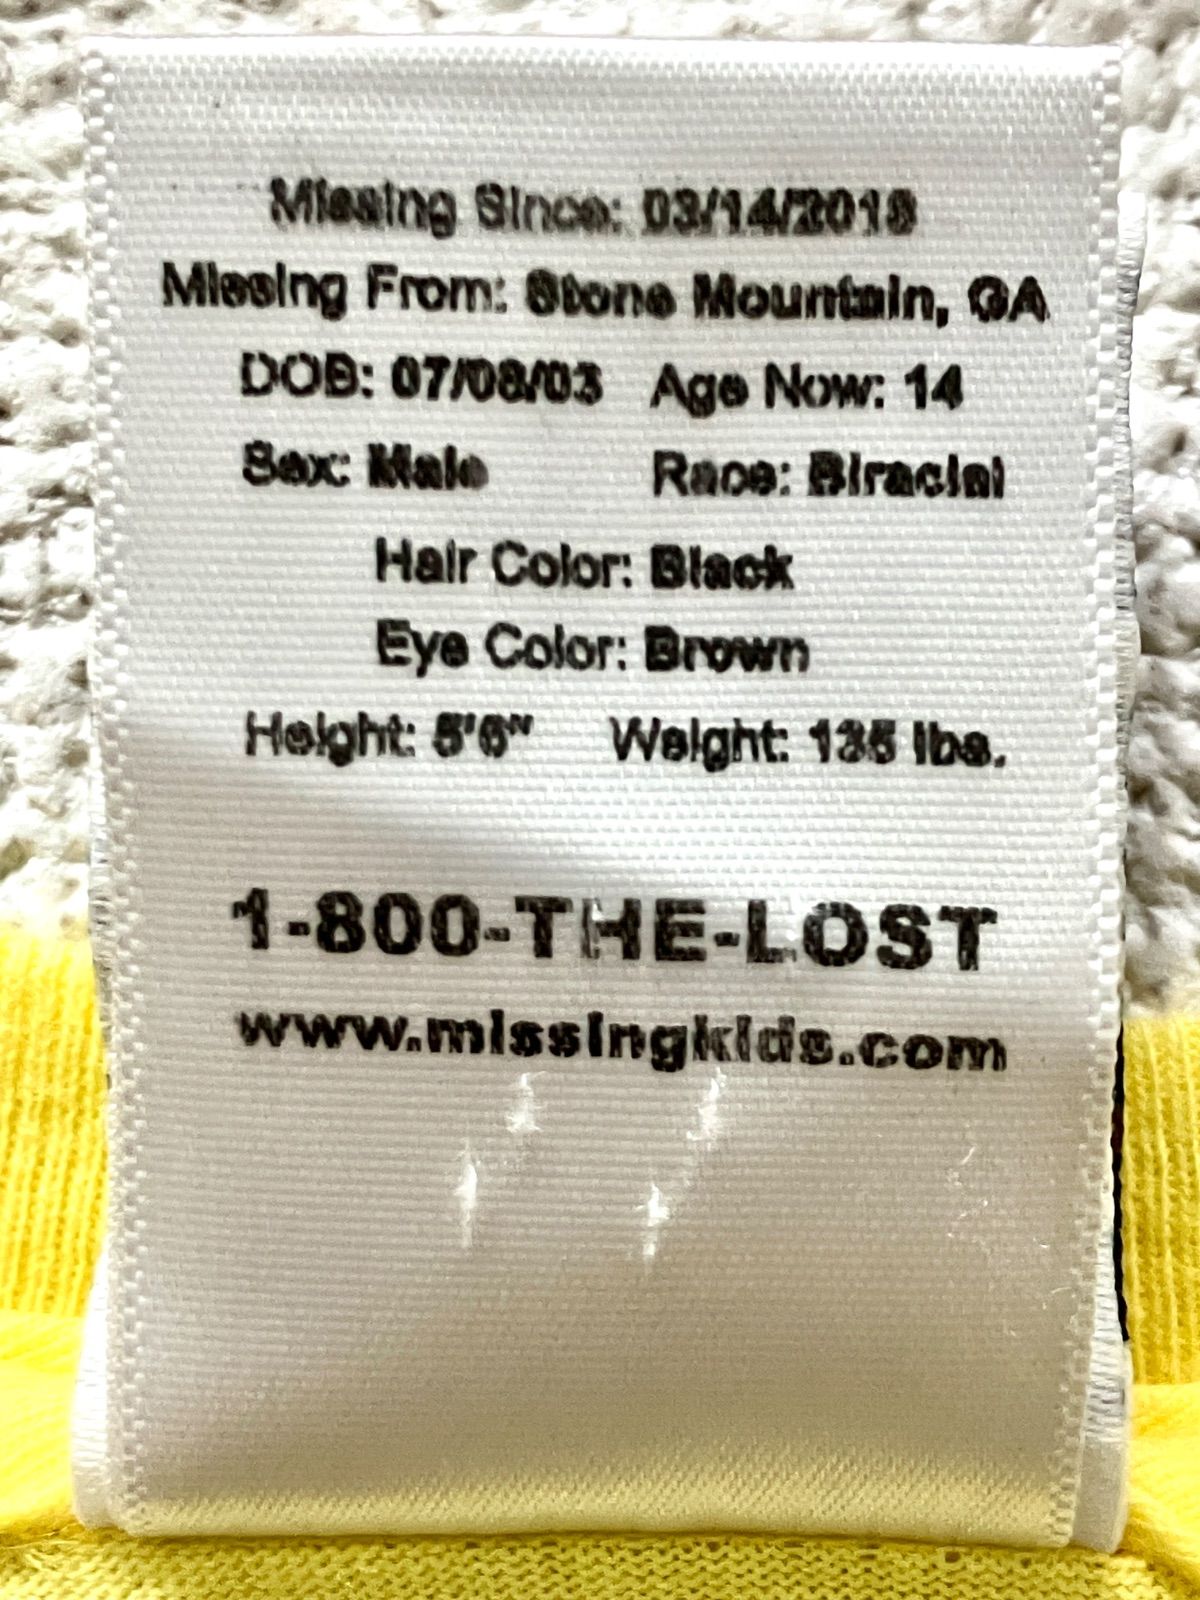 Missing Since: 03/14/2018
Missing From: Stone Mountain, GA
DOB: 07/08/03 Age Now: 14
Sex: Male Race: Biracial
Hair Color: Black
Eye Color: Brown
Height: 5'6" Weight: 135 lbs.
1-800-THE-LOST
www.missingkids.com